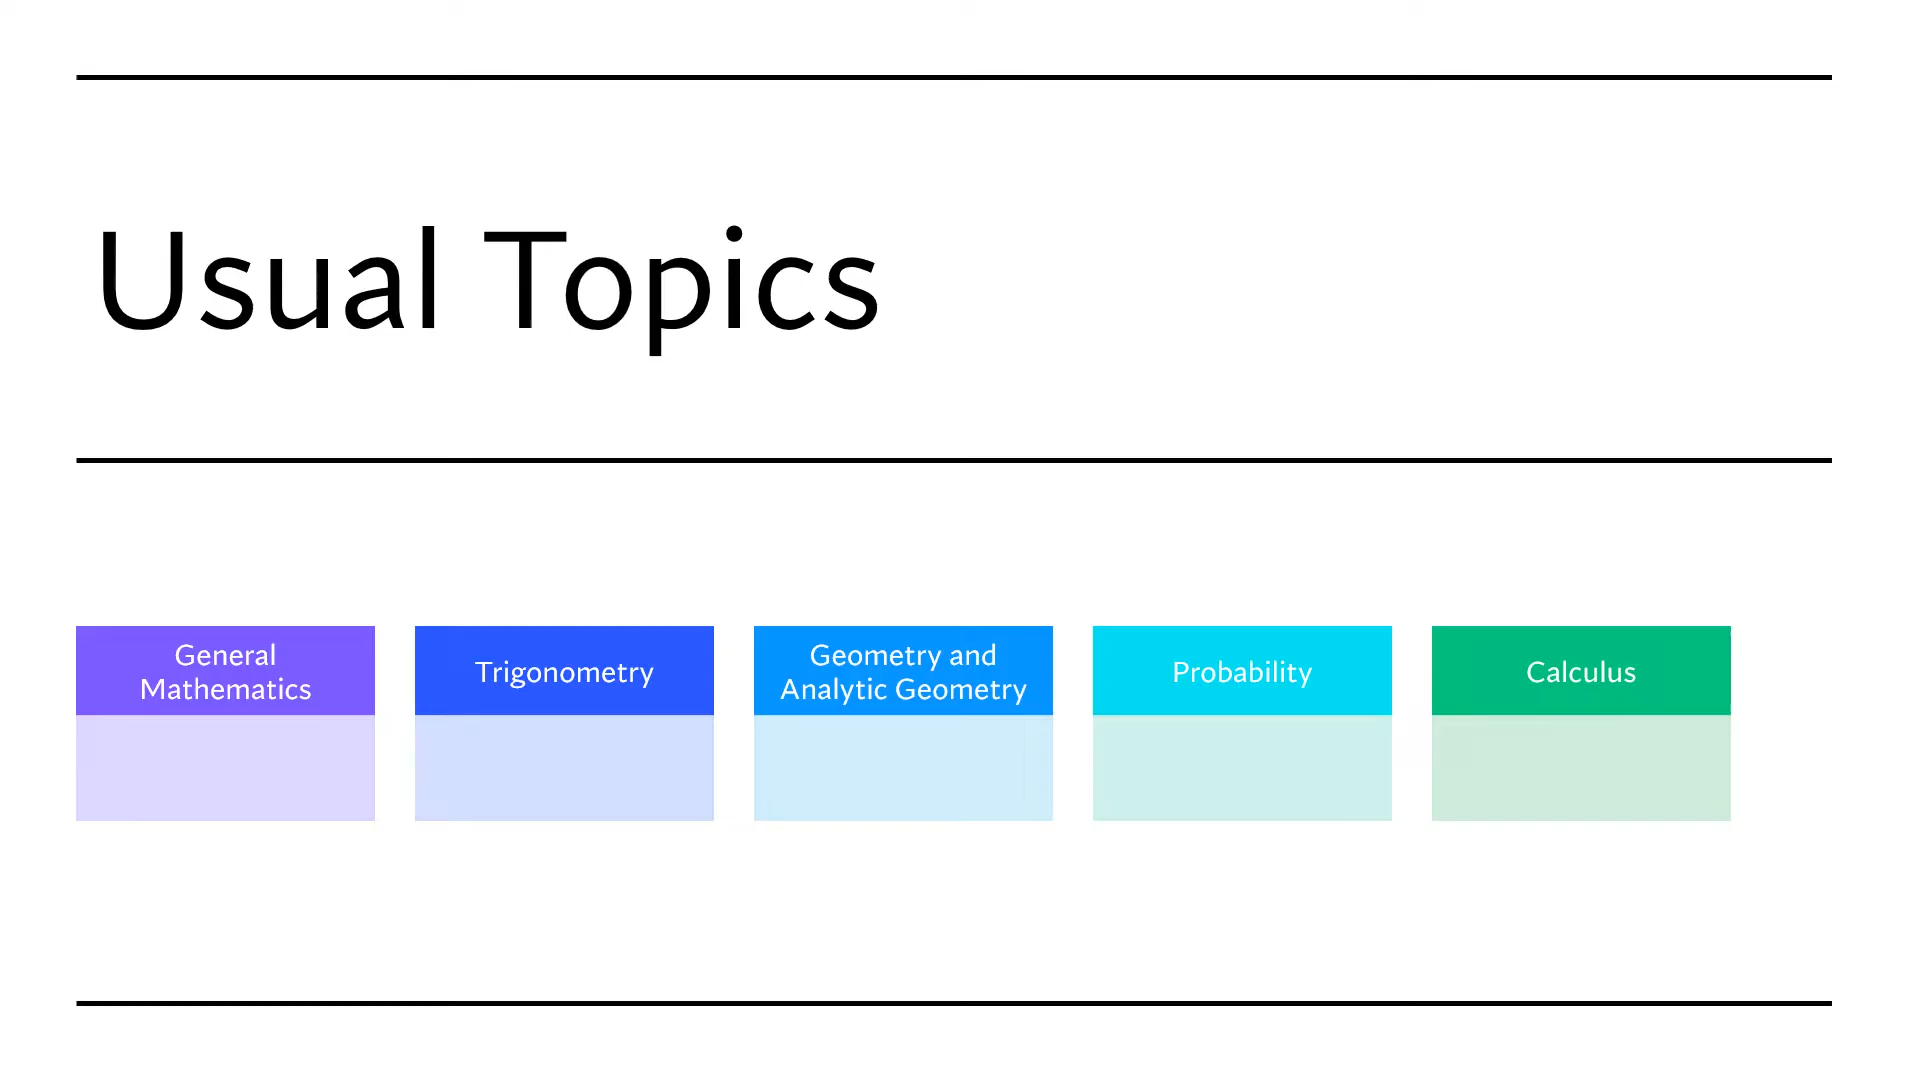 Usual Topics
General
Mathematics
Trigonometry
Geometry and
Analytic Geometry
Probability
Calculus